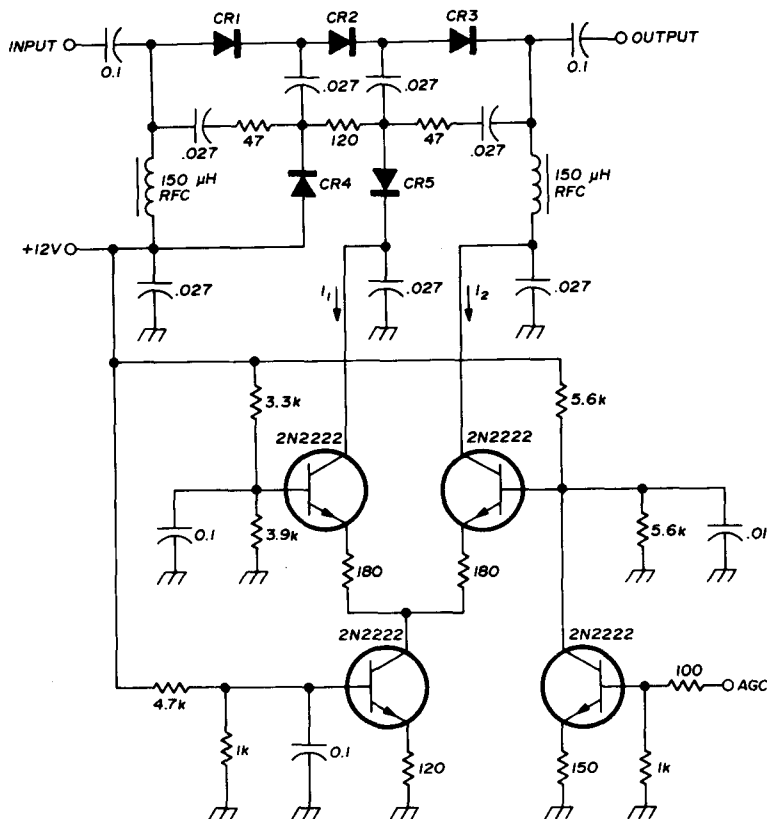 CR1 CR2 CR3
INPUT 0.1 .027 .027 0.1 OUTPUT
.027 47 120 47 .027
150 µH RFC CR4 CR5 150 µH RFC
+12V
.027 I1 .027 I2 .027
3.3k 5.6k
2N2222 2N2222
0.1 3.9k 5.6k .01
180 180
2N2222 2N2222
4.7k 100 AGC
1k 0.1 120 150 1k